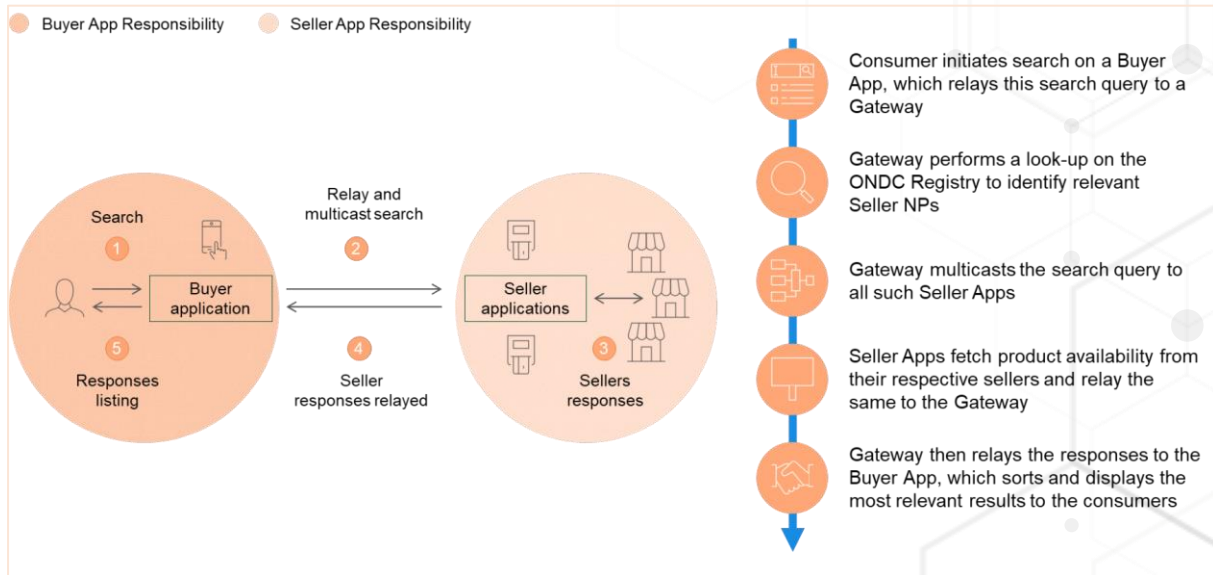 Buyer App Responsibility
Seller App Responsibility
Search
1
Buyer
application
5
Responses
listing
Relay and
multicast search
2
4
Seller
responses relayed
Seller
applications
3
Sellers
responses
Consumer initiates search on a Buyer
App, which relays this search query to a
Gateway
Gateway performs a look-up on the
ONDC Registry to identify relevant
Seller NPs
Gateway multicasts the search query to
all such Seller Apps
Seller Apps fetch product availability from
their respective sellers and relay the
same to the Gateway
Gateway then relays the responses to the
Buyer App, which sorts and displays the
most relevant results to the consumers